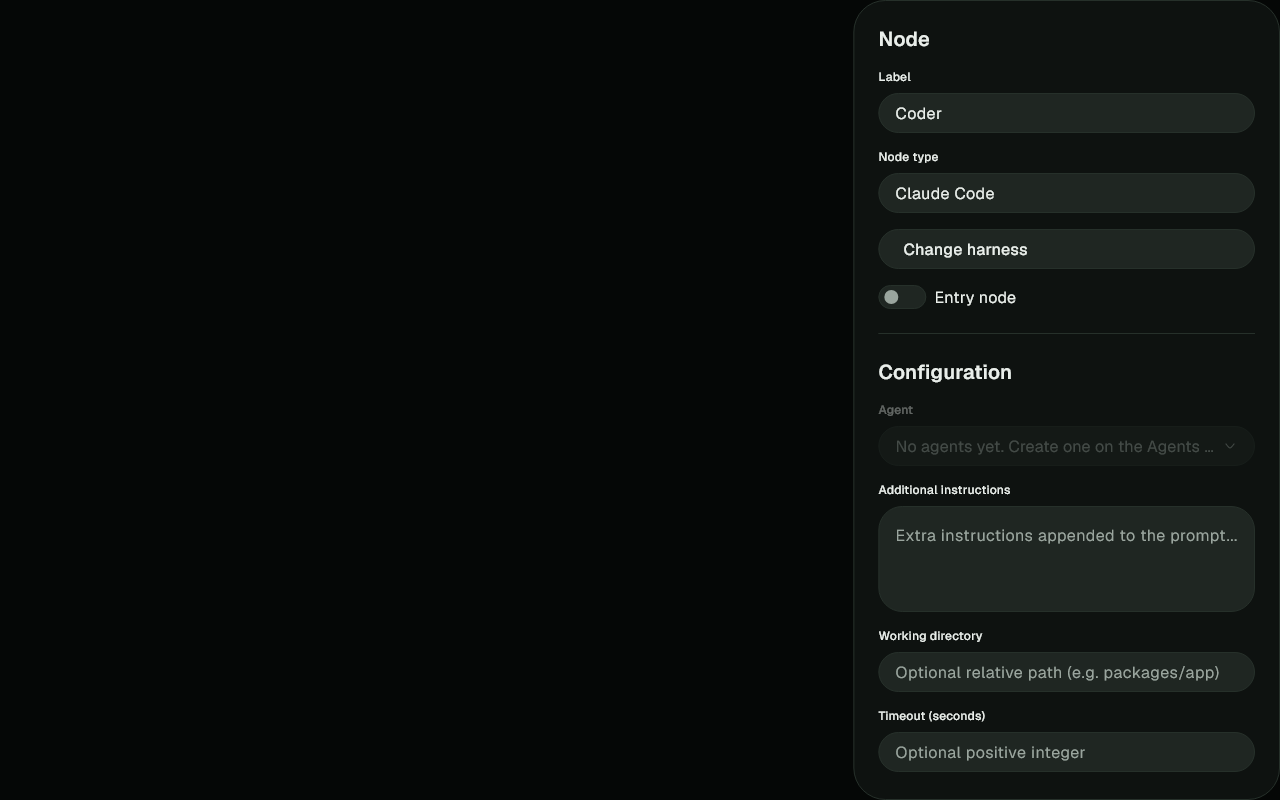 Node
Label
Coder
Node type
Claude Code
Change harness
Entry node
Configuration
Agent
No agents yet. Create one on the Agents ...
Additional instructions
Extra instructions appended to the prompt...
Working directory
Optional relative path (e.g. packages/app)
Timeout (seconds)
Optional positive integer